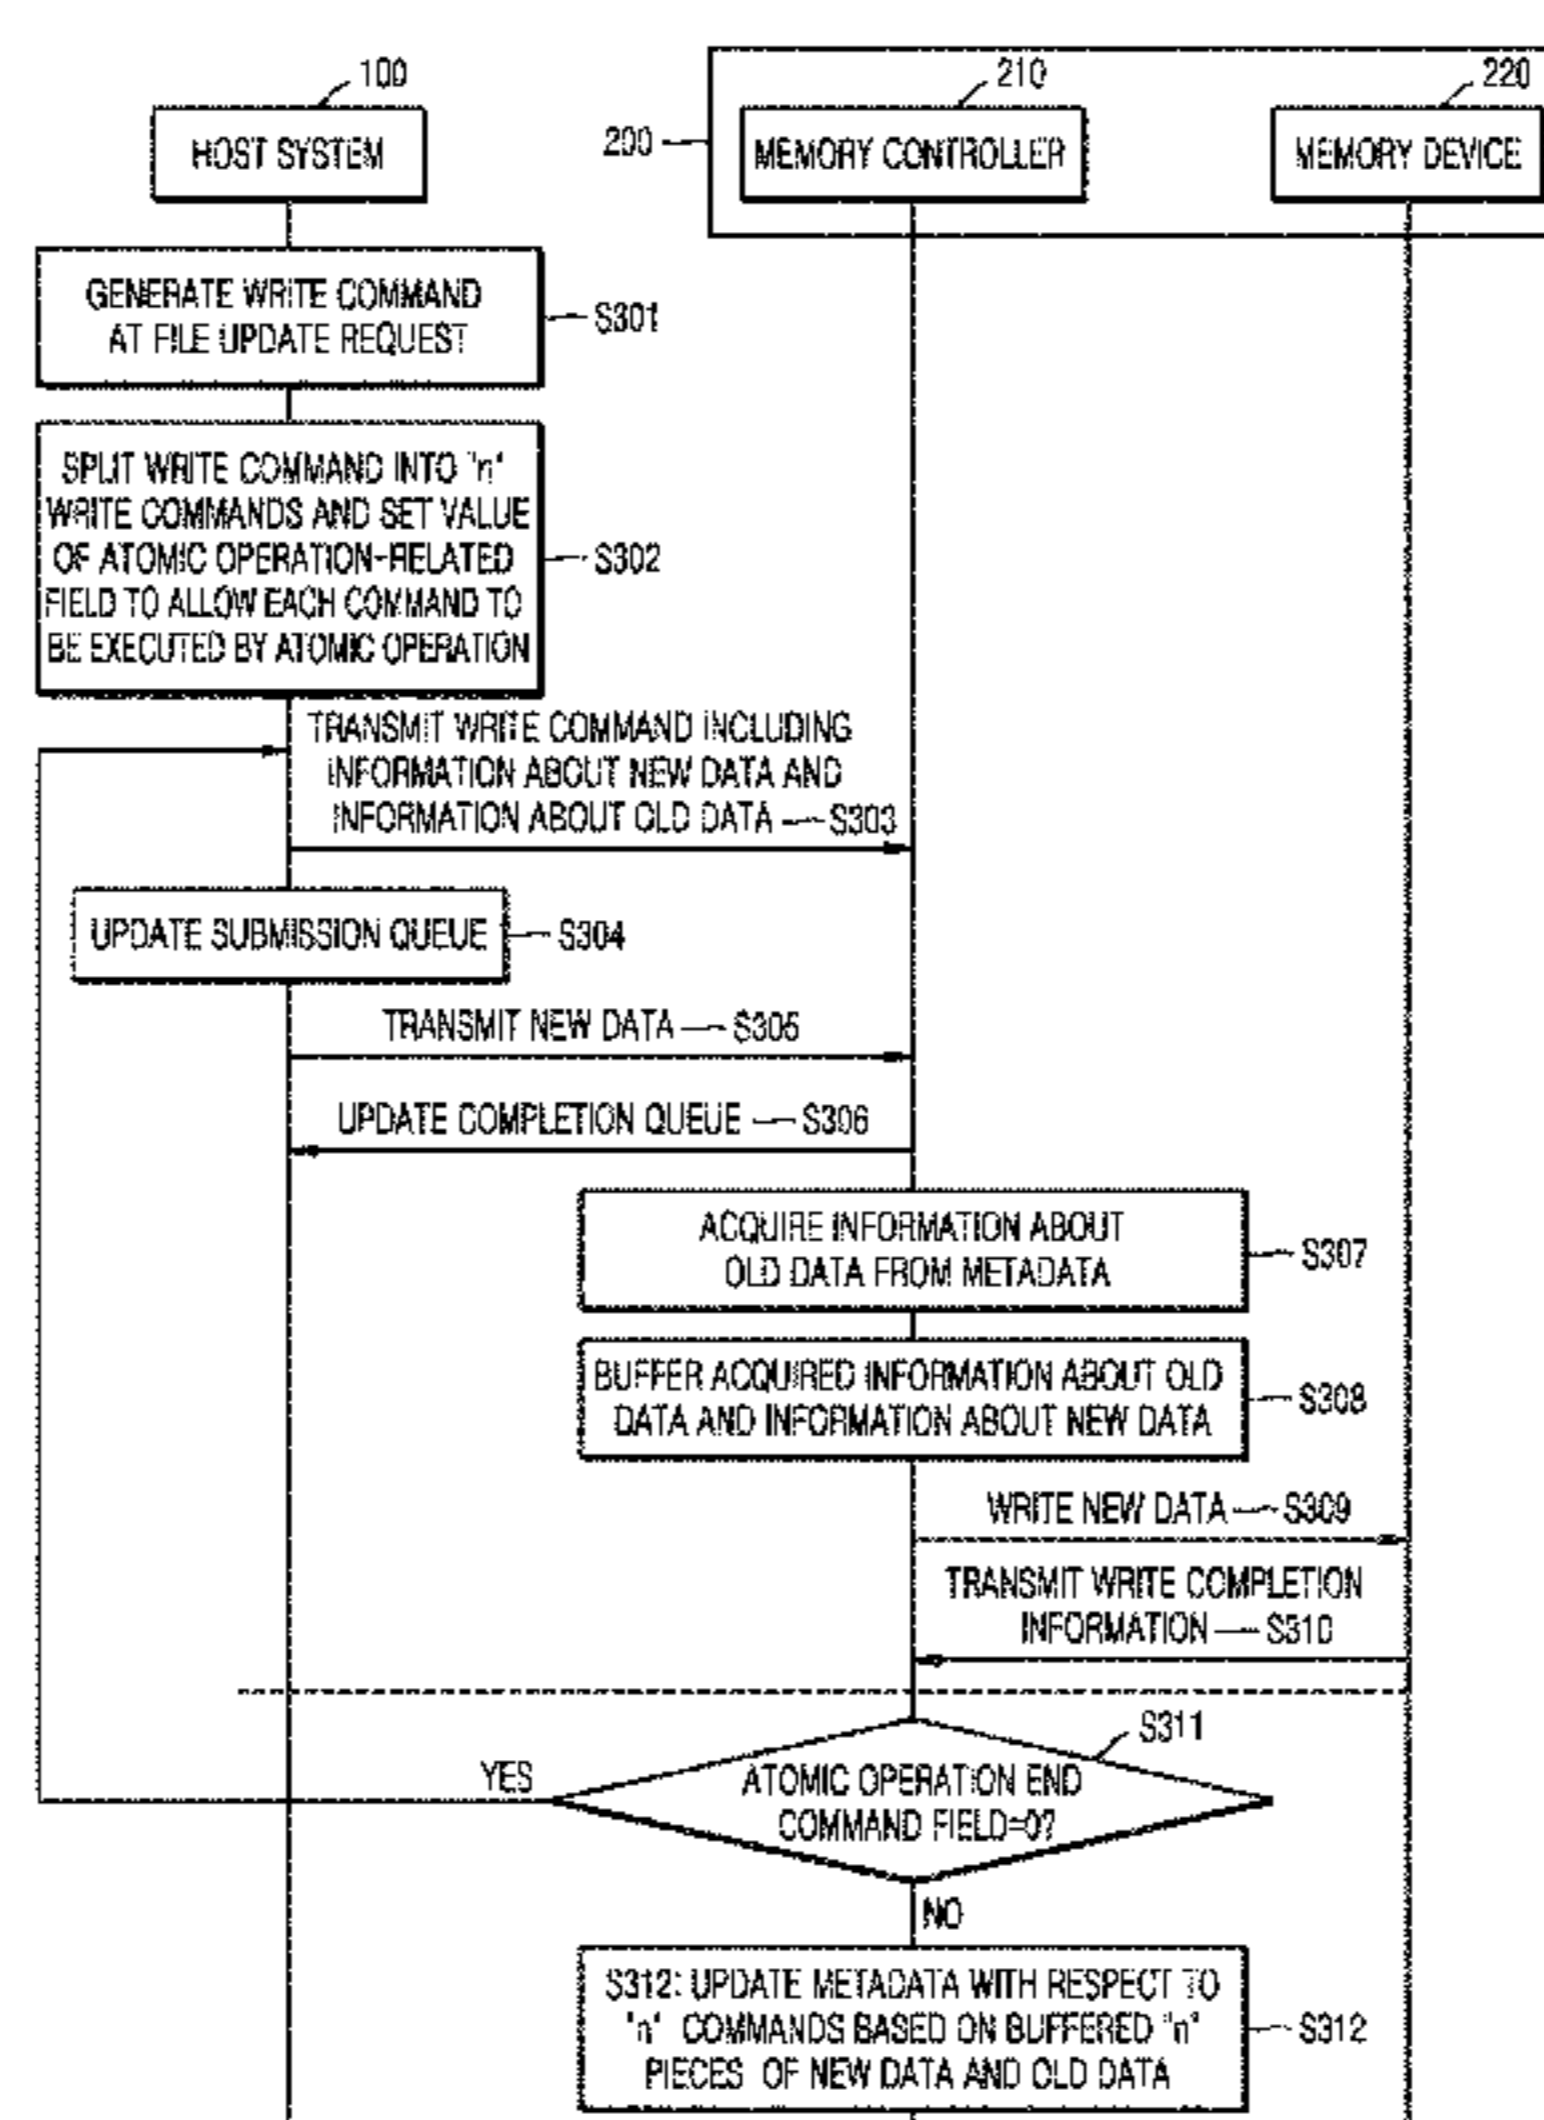 100
210
220
HOST SYSTEM
200
MEMORY CONTROLLER
MEMORY DEVICE
GENERATE WRITE COMMAND
AT FILE UPDATE REQUEST
S301
SPLIT WRITE COMMAND INTO "n"
WRITE COMMANDS AND SET VALUE
OF ATOMIC OPERATION-RELATED
FIELD TO ALLOW EACH COMMAND TO
BE EXECUTED BY ATOMIC OPERATION
S302
TRANSMIT WRITE COMMAND INCLUDING
INFORMATION ABOUT NEW DATA AND
INFORMATION ABOUT OLD DATA — S303
UPDATE SUBMISSION QUEUE
S304
TRANSMIT NEW DATA — S305
UPDATE COMPLETION QUEUE — S306
ACQUIRE INFORMATION ABOUT
OLD DATA FROM METADATA
S307
BUFFER ACQUIRED INFORMATION ABOUT OLD
DATA AND INFORMATION ABOUT NEW DATA
S308
WRITE NEW DATA — S309
TRANSMIT WRITE COMPLETION
INFORMATION — S310
S311
YES
ATOMIC OPERATION END
COMMAND FIELD=0?
NO
S312: UPDATE METADATA WITH RESPECT TO
"n" COMMANDS BASED ON BUFFERED "n"
PIECES OF NEW DATA AND OLD DATA
S312